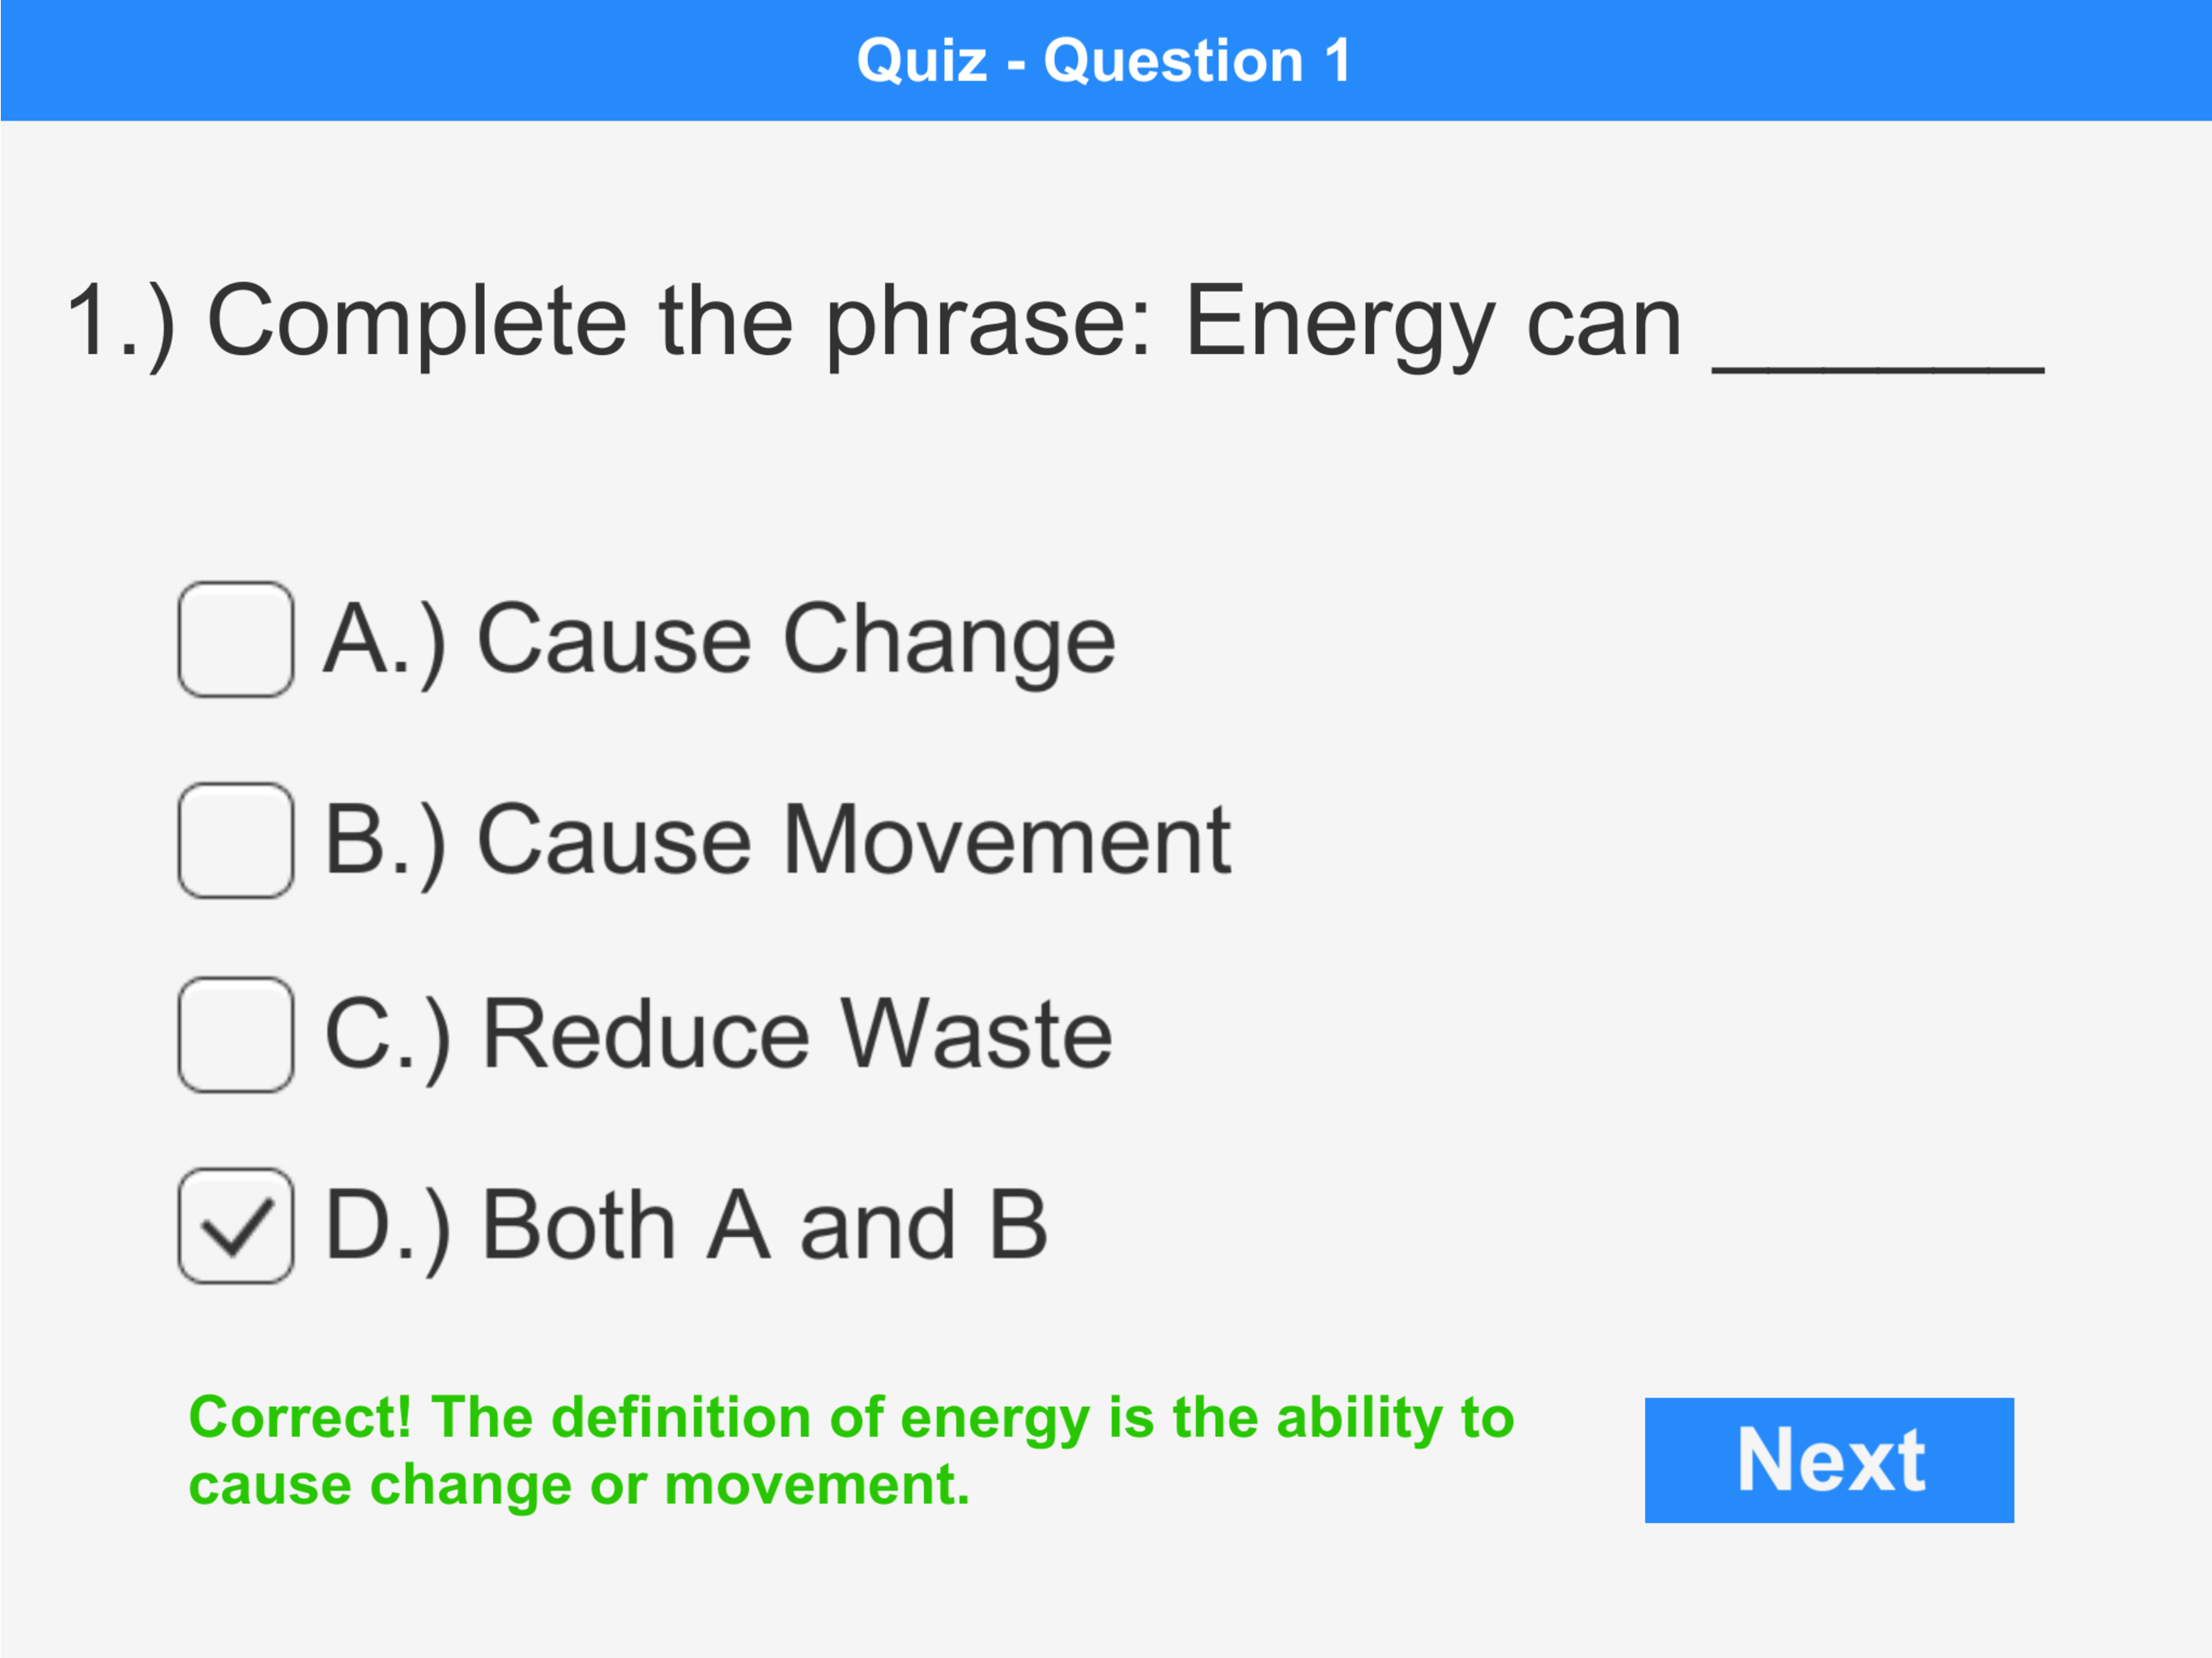 Quiz - Question 1
1.) Complete the phrase: Energy can ______
A.) Cause Change
B.) Cause Movement
C.) Reduce Waste
D.) Both A and B
Correct! The definition of energy is the ability to
cause change or movement.
Next